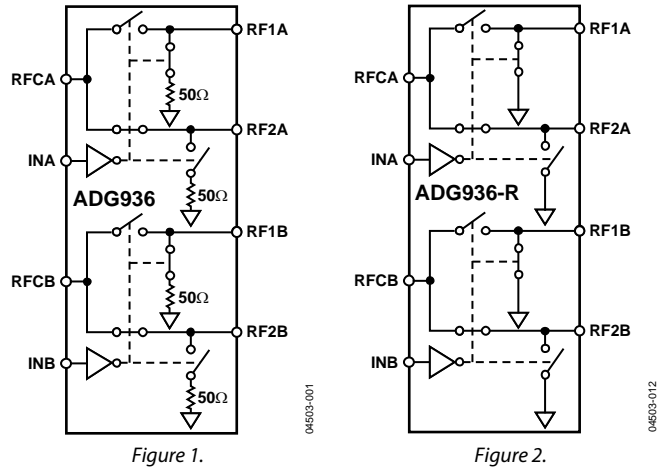 RF1A
RFCA
50Ω
RF2A
INA
50Ω
ADG936
RF1B
RFCB
50Ω
RF2B
INB
50Ω
04503-001
Figure 1.
RF1A
RFCA
RF2A
INA
ADG936-R
RF1B
RFCB
RF2B
INB
04503-012
Figure 2.